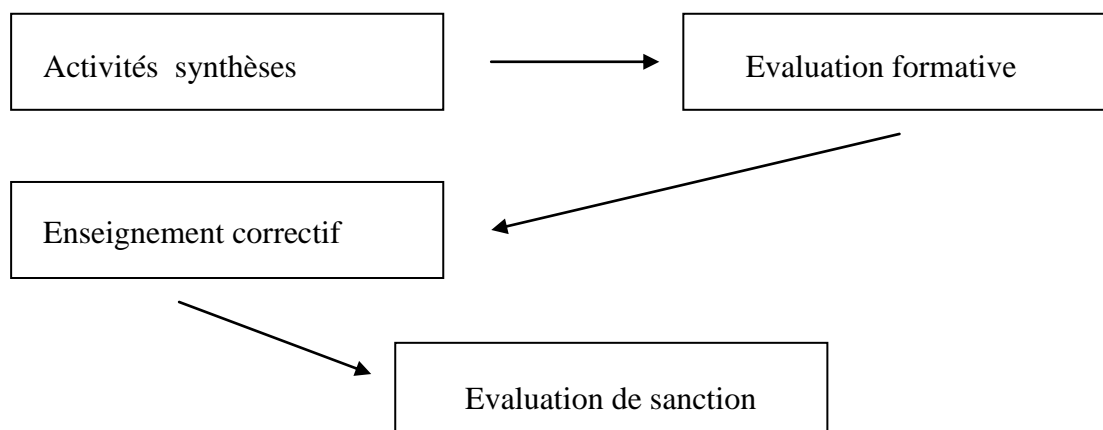 Activités synthèses
Evaluation formative
Enseignement correctif
Evaluation de sanction